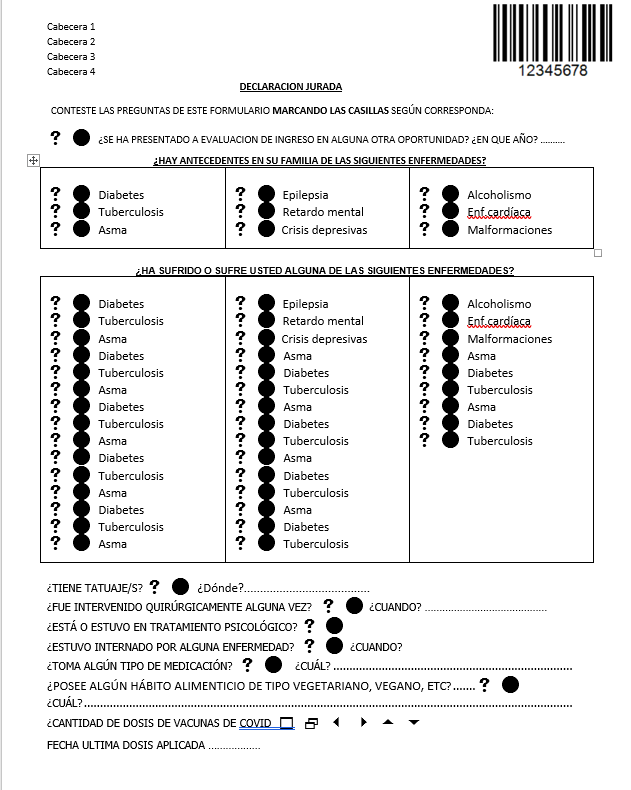 Cabecera 1
Cabecera 2
Cabecera 3
Cabecera 4
12345678
DECLARACION JURADA
CONTESTE LAS PREGUNTAS DE ESTE FORMULARIO MARCANDO LAS CASILLAS SEGÚN CORRESPONDA:
? ● ¿SE HA PRESENTADO A EVALUACION DE INGRESO EN ALGUNA OTRA OPORTUNIDAD? ¿EN QUE AÑO? ..........
¿HAY ANTECEDENTES EN SU FAMILIA DE LAS SIGUIENTES ENFERMEDADES?
? ● Diabetes ? ● Epilepsia ? ● Alcoholismo
? ● Tuberculosis ? ● Retardo mental ? ● Enf.cardíaca
? ● Asma ? ● Crisis depresivas ? ● Malformaciones
¿HA SUFRIDO O SUFRE USTED ALGUNA DE LAS SIGUIENTES ENFERMEDADES?
? ● Diabetes ? ● Epilepsia ? ● Alcoholismo
? ● Tuberculosis ? ● Retardo mental ? ● Enf.cardíaca
? ● Asma ? ● Crisis depresivas ? ● Malformaciones
? ● Diabetes ? ● Asma ? ● Asma
? ● Tuberculosis ? ● Diabetes ? ● Diabetes
? ● Asma ? ● Tuberculosis ? ● Tuberculosis
? ● Diabetes ? ● Asma ? ● Asma
? ● Tuberculosis ? ● Diabetes ? ● Diabetes
? ● Asma ? ● Tuberculosis ? ● Tuberculosis
? ● Diabetes ? ● Asma
? ● Tuberculosis ? ● Diabetes
? ● Asma ? ● Tuberculosis
? ● Diabetes ? ● Asma
? ● Tuberculosis ? ● Diabetes
? ● Asma ? ● Tuberculosis
¿TIENE TATUAJE/S? ? ● ¿Dónde?.......................................
¿FUE INTERVENIDO QUIRÚRGICAMENTE ALGUNA VEZ? ? ● ¿CUANDO? .......................................
¿ESTÁ O ESTUVO EN TRATAMIENTO PSICOLÓGICO? ? ●
¿ESTUVO INTERNADO POR ALGUNA ENFERMEDAD? ? ● ¿CUANDO?
¿TOMA ALGÚN TIPO DE MEDICACIÓN? ? ● ¿CUÁL? ............................................................
¿POSEE ALGÚN HÁBITO ALIMENTICIO DE TIPO VEGETARIANO, VEGANO, ETC?....... ? ●
¿CUÁL?............................................................
¿CANTIDAD DE DOSIS DE VACUNAS DE COVID
FECHA ULTIMA DOSIS APLICADA .................